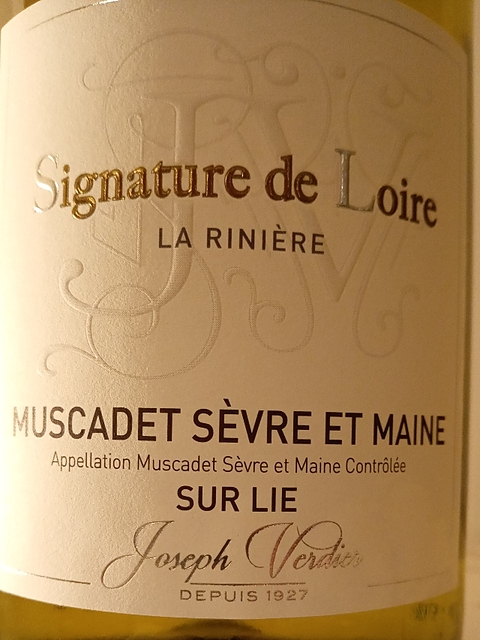 Signature de Loire
LA RINIÈRE
MUSCADET SÈVRE ET MAINE
Appellation Muscadet Sèvre et Maine Contrôlée
SUR LIE
Joseph Verdier
DEPUIS 1927